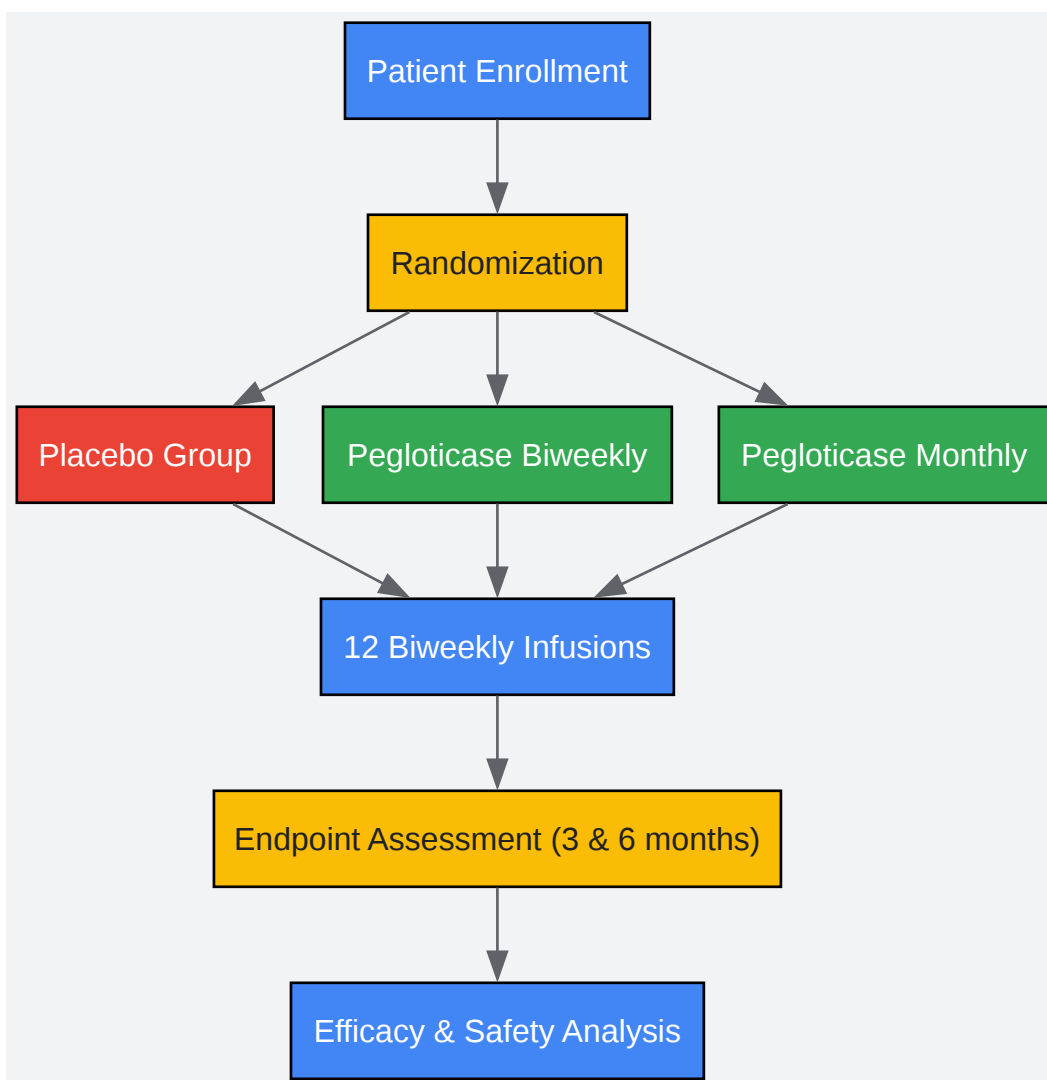 Patient Enrollment
Randomization
Placebo Group
Pegloticase Biweekly
Pegloticase Monthly
12 Biweekly Infusions
Endpoint Assessment (3 & 6 months)
Efficacy & Safety Analysis